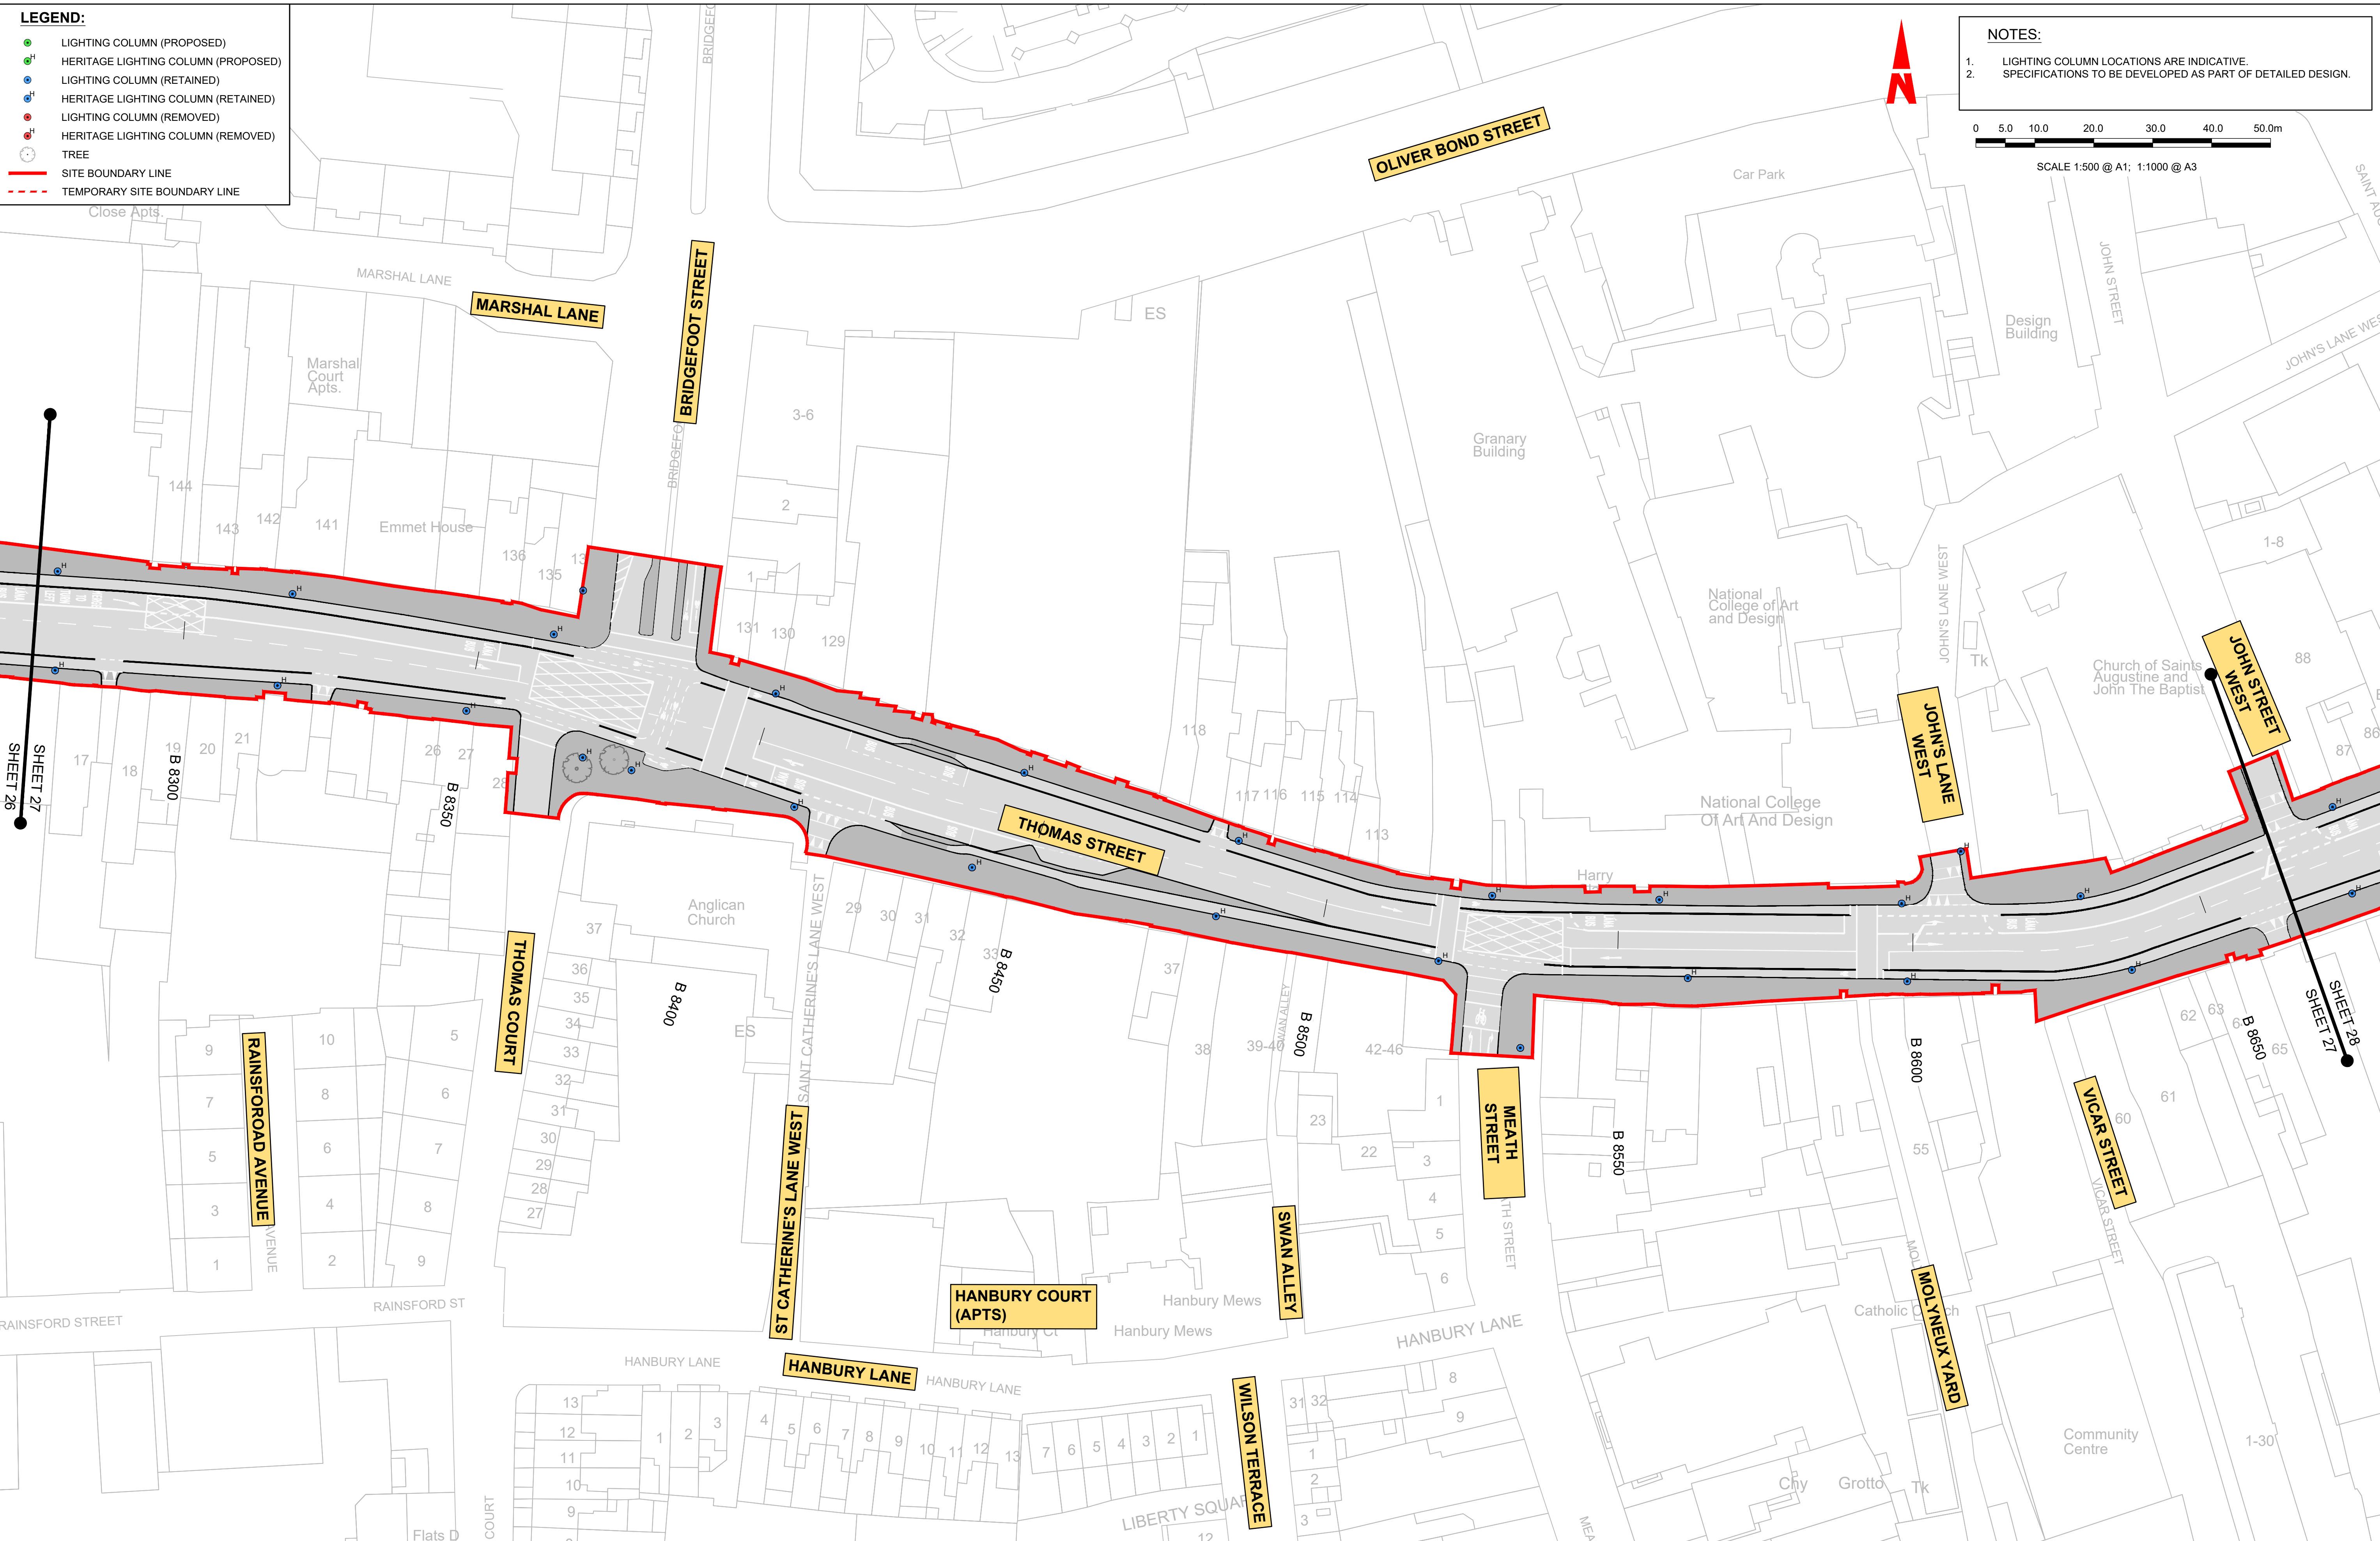 LEGEND:
LIGHTING COLUMN (PROPOSED)
H
HERITAGE LIGHTING COLUMN (PROPOSED)
LIGHTING COLUMN (RETAINED)
H
HERITAGE LIGHTING COLUMN (RETAINED)
LIGHTING COLUMN (REMOVED)
H
HERITAGE LIGHTING COLUMN (REMOVED)
TREE
SITE BOUNDARY LINE
TEMPORARY SITE BOUNDARY LINE
NOTES:
1. LIGHTING COLUMN LOCATIONS ARE INDICATIVE.
2. SPECIFICATIONS TO BE DEVELOPED AS PART OF DETAILED DESIGN.
N
0 5.0 10.0 20.0 30.0 40.0 50.0m
SCALE 1:500 @ A1; 1:1000 @ A3
OLIVER BOND STREET
Car Park
Close Apts.
MARSHAL LANE
MARSHAL LANE
BRIDGEFOOT STREET
JOHN STREET
Design
Building
ES
Marshal
Court
Apts.
3-6
2
1
131
130
129
Granary
Building
144
143
142
141
Emmet House
136
135
1-8
National
College of Art
and Design
JOHN'S LANE WEST
Tk
Church of Saints
Augustine and
John The Baptist
JOHN STREET
WEST
88
87
86
JOHN'S LANE
WEST
National College
Of Art And Design
118
117
116
115
114
113
Harry
THOMAS STREET
SHEET 26
SHEET 27
17
18
19
20
21
26
27
28
B 8300
B 8350
B 8400
B 8450
B 8500
B 8550
B 8600
B 8650
SHEET 28
SHEET 27
Anglican
Church
SAINT CATHERINE'S LANE WEST
29
30
31
32
33
37
38
39-40
SWAN ALLEY
42-46
THOMAS COURT
37
36
35
34
33
32
31
30
29
28
27
ES
RAINSFOROAD AVENUE
AVENUE
9
7
5
3
1
10
8
6
4
2
5
6
7
8
9
ST CATHERINE'S LANE WEST
SWAN ALLEY
23
22
1
3
4
5
6
MEATH
STREET
VICAR STREET
VICAR STREET
55
60
61
62
63
65
HANBURY COURT
(APTS)
Hanbury Mews
Hanbury Mews
HANBURY LANE
MOLYNEUX YARD
RAINSFORD ST
RAINSFORD STREET
HANBURY LANE
HANBURY LANE
HANBURY LANE
WILSON TERRACE
13
12
11
10
9
1
2
3
4
5
6
7
8
9
10
11
12
13
7
6
5
4
3
2
1
31
32
1
2
3
8
9
12
COURT
Flats D
Community
Centre
1-30
Chy
Grotto
Tk